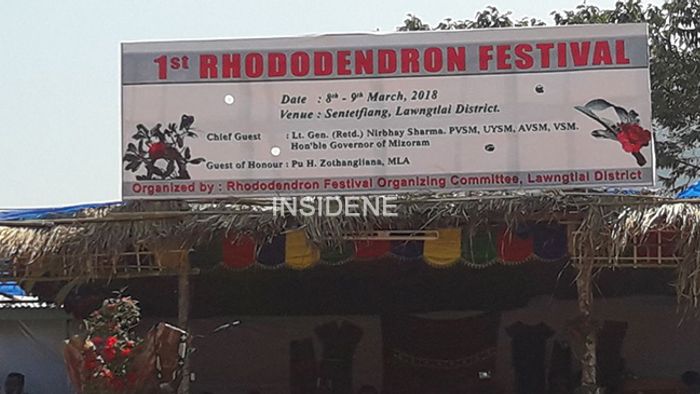 1st RHODODENDRON FESTIVAL
Date : 8th - 9th March, 2018
Venue : Sentetfiang, Lawngtlai District.
Chief Guest : Lt. Gen. (Retd.) Nirbhay Sharma. PVSM, UYSM, AVSM, VSM.
Hon'ble Governor of Mizoram
Guest of Honour : Pu H. Zothangliana, MLA
Organized by : Rhododendron Festival Organizing Committee, Lawngtlai District
INSIDENE